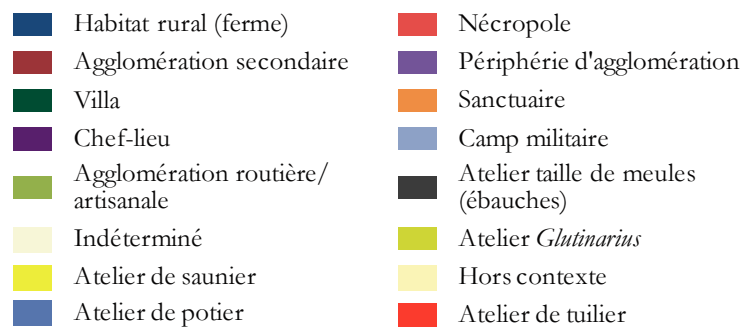 Habitat rural (ferme)
Agglomération secondaire
Villa
Chef-lieu
Agglomération routière/
artisanale
Indéterminé
Atelier de saunier
Atelier de potier
Nécropole
Périphérie d'agglomération
Sanctuaire
Camp militaire
Atelier taille de meules
(ébauches)
Atelier Glutinarius
Hors contexte
Atelier de tuilier